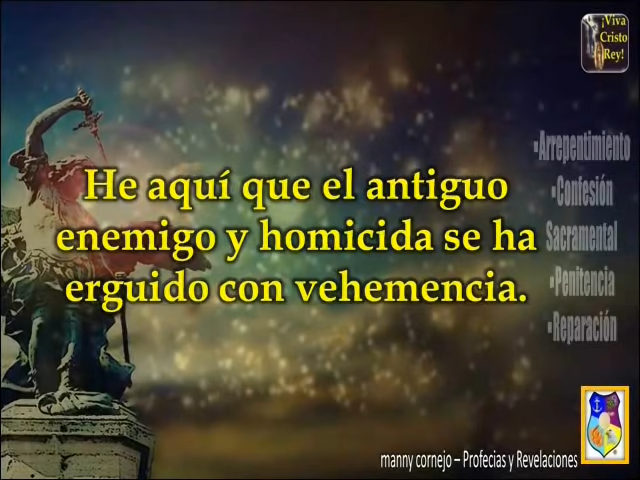 ¡Viva
Cristo
Rey!
He aquí que el antiguo
enemigo y homicida se ha
erguido con vehemencia.
▪Arrepentimiento
▪Confesión
Sacramental
▪Penitencia
▪Reparación
manny cornejo – Profecias y Revelaciones